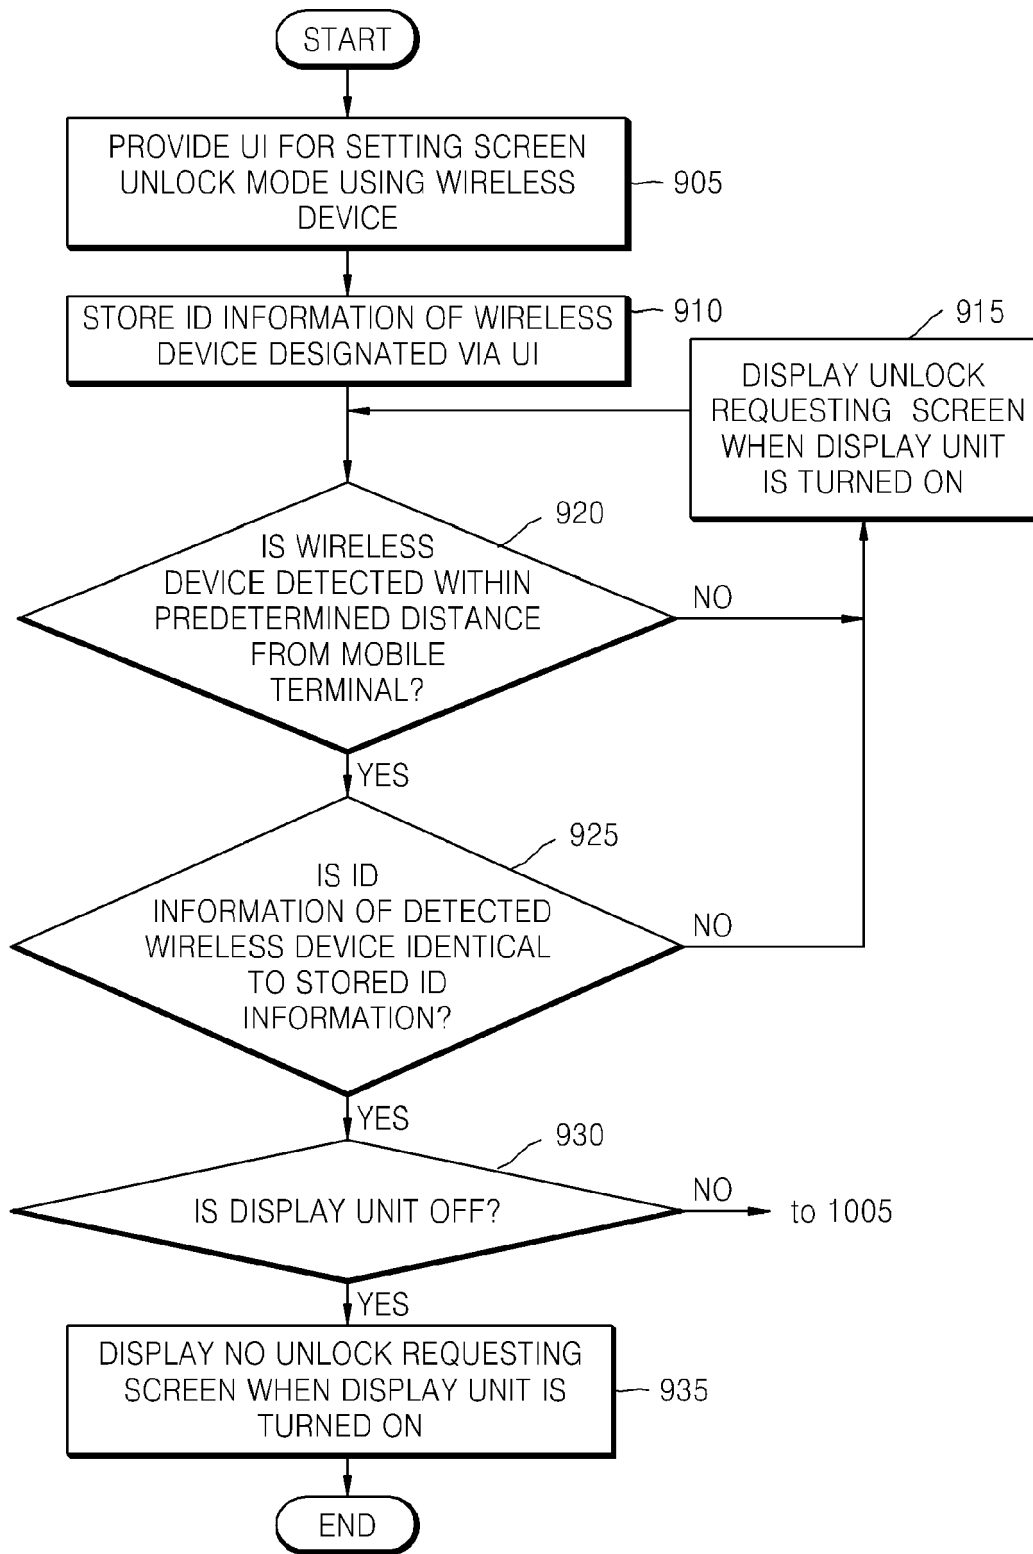 START
PROVIDE UI FOR SETTING SCREEN
UNLOCK MODE USING WIRELESS
DEVICE
905
STORE ID INFORMATION OF WIRELESS
DEVICE DESIGNATED VIA UI
910
915
DISPLAY UNLOCK
REQUESTING SCREEN
WHEN DISPLAY UNIT
IS TURNED ON
920
IS WIRELESS
DEVICE DETECTED WITHIN
PREDETERMINED DISTANCE
FROM MOBILE
TERMINAL?
NO
YES
925
IS ID
INFORMATION OF DETECTED
WIRELESS DEVICE IDENTICAL
TO STORED ID
INFORMATION?
NO
YES
930
IS DISPLAY UNIT OFF?
NO
to 1005
YES
DISPLAY NO UNLOCK REQUESTING
SCREEN WHEN DISPLAY UNIT IS
TURNED ON
935
END